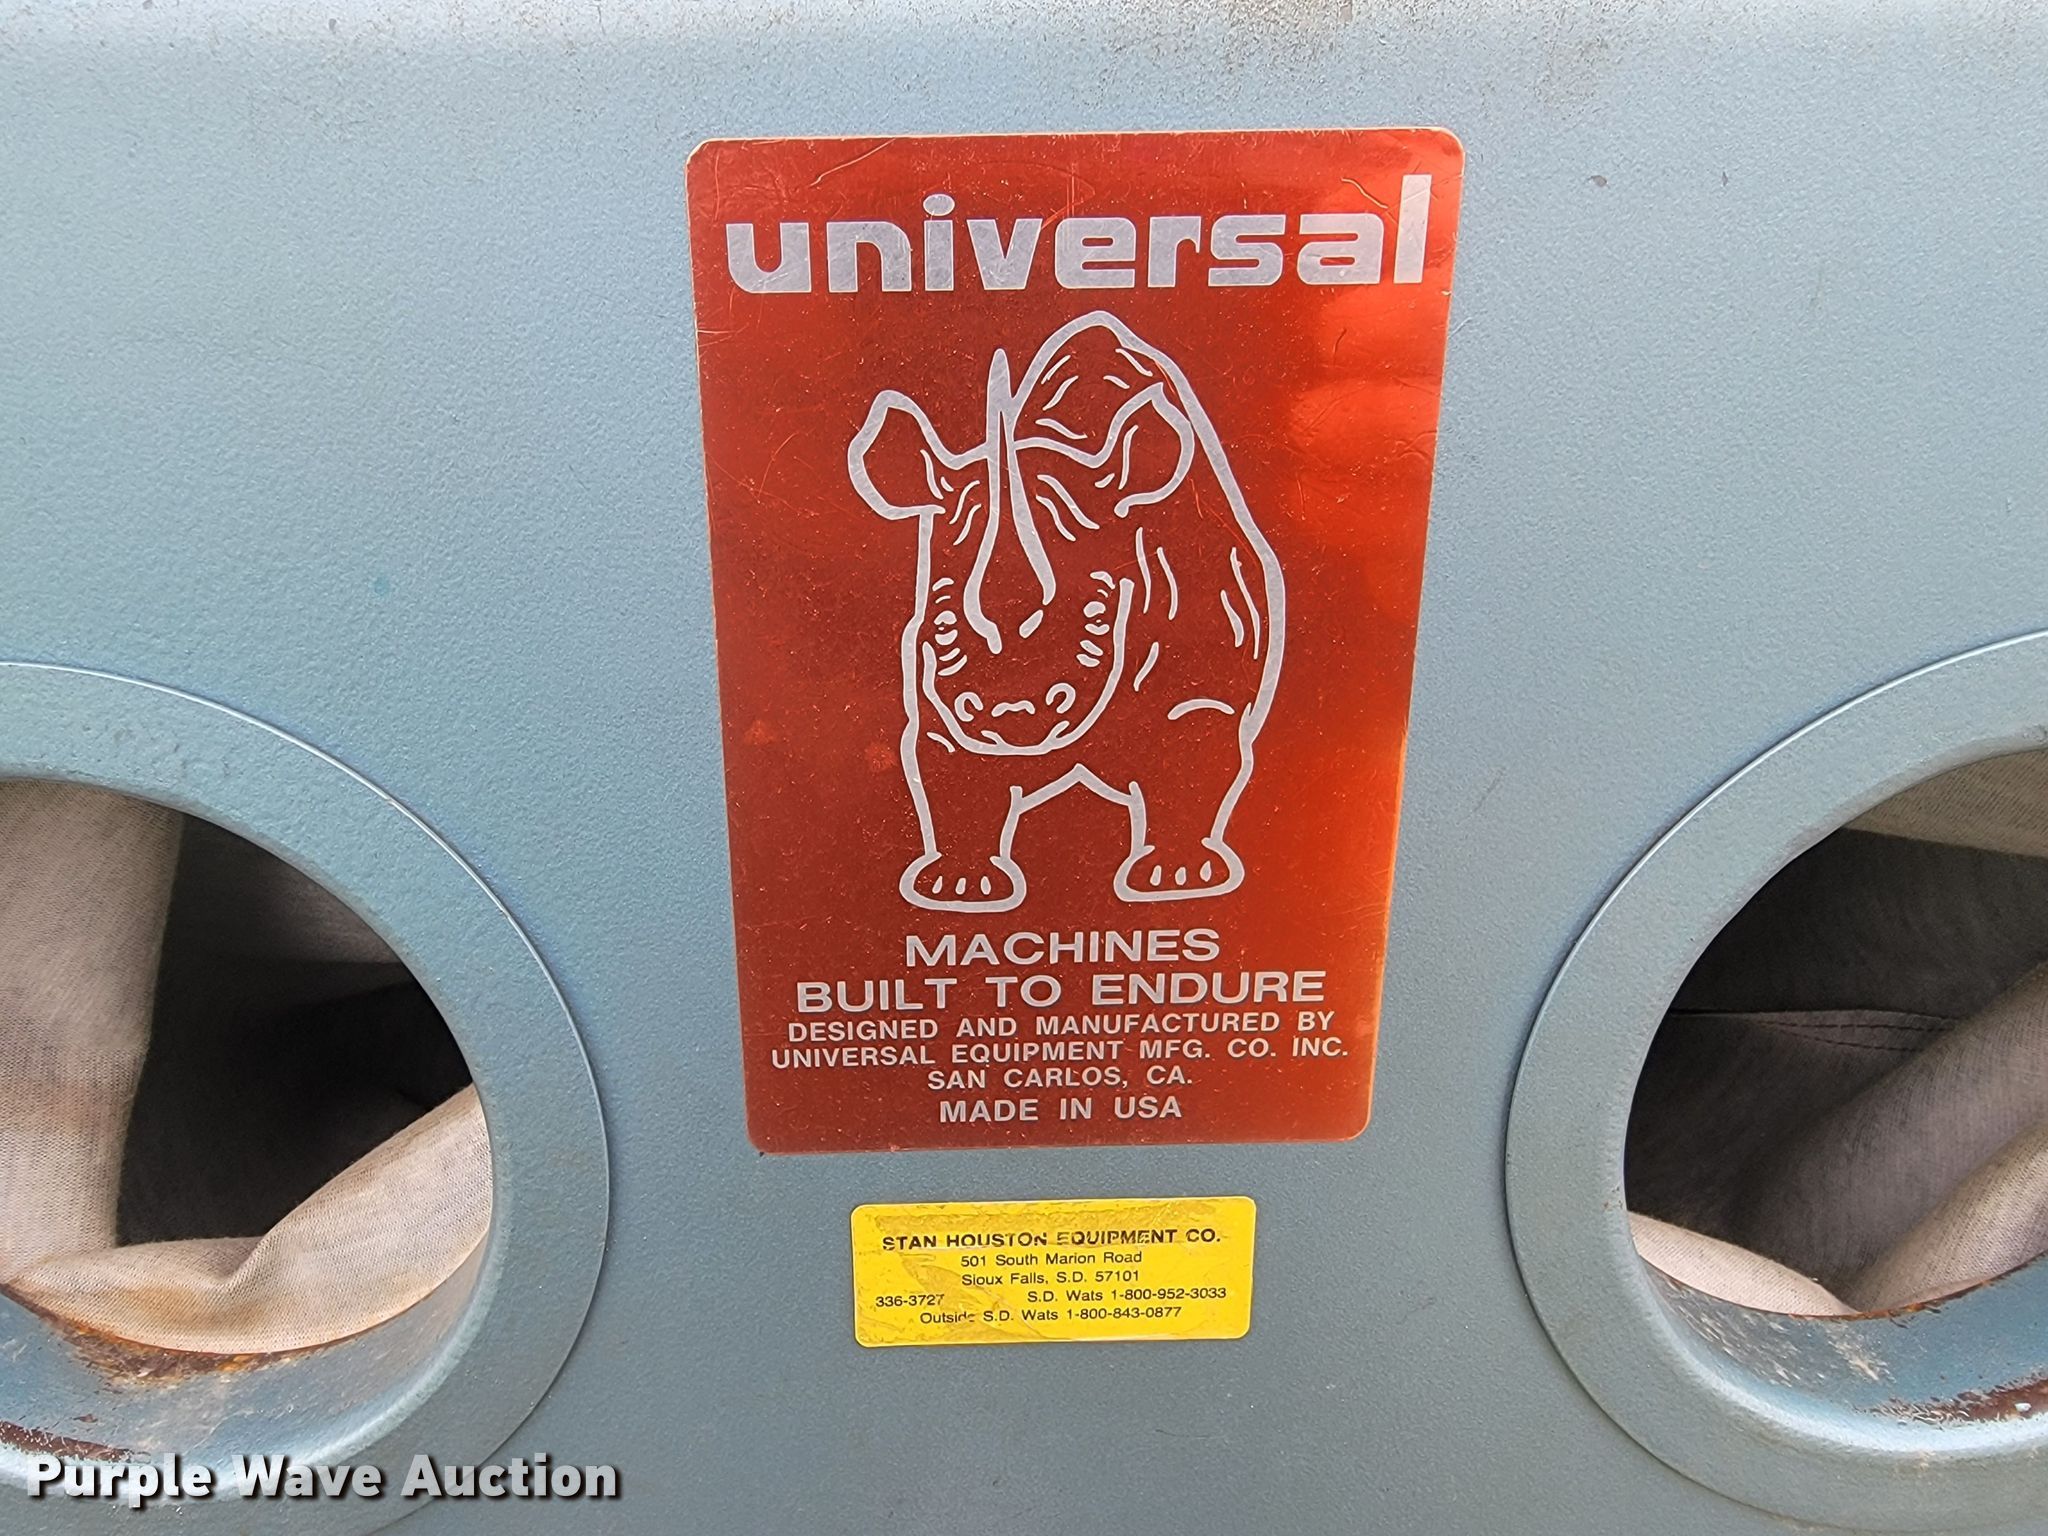 universal
MACHINES
BUILT TO ENDURE
DESIGNED AND MANUFACTURED BY
UNIVERSAL EQUIPMENT MFG. CO. INC.
SAN CARLOS, CA.
MADE IN USA
STAN HOUSTON EQUIPMENT CO.
501 South Marion Road
Sioux Falls, S.D. 57101
336-3727 S.D. Wats 1-800-952-3033
Outside S.D. Wats 1-800-843-0877
Purple Wave Auction